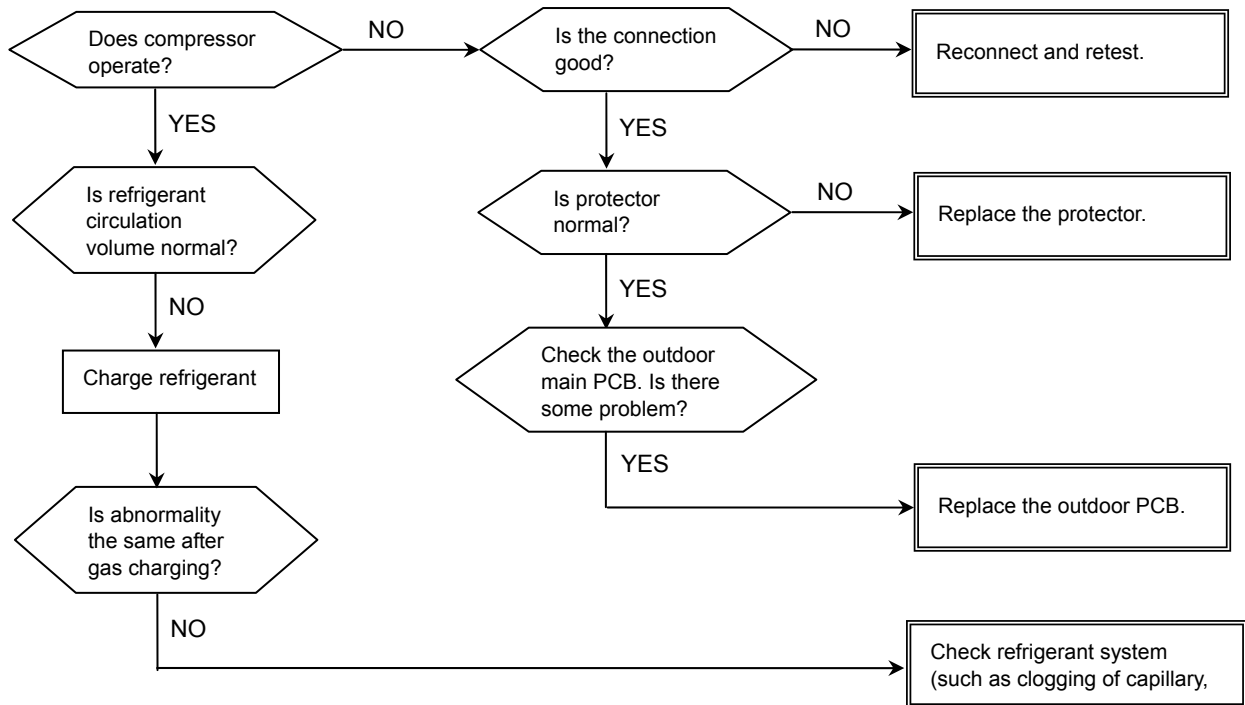 Does compressor
operate?
NO
Is the connection
good?
NO
Reconnect and retest.
YES
YES
Is refrigerant
circulation
volume normal?
Is protector
normal?
NO
Replace the protector.
NO
YES
Charge refrigerant
Check the outdoor
main PCB. Is there
some problem?
YES
Is abnormality
the same after
gas charging?
Replace the outdoor PCB.
NO
Check refrigerant system
(such as clogging of capillary,